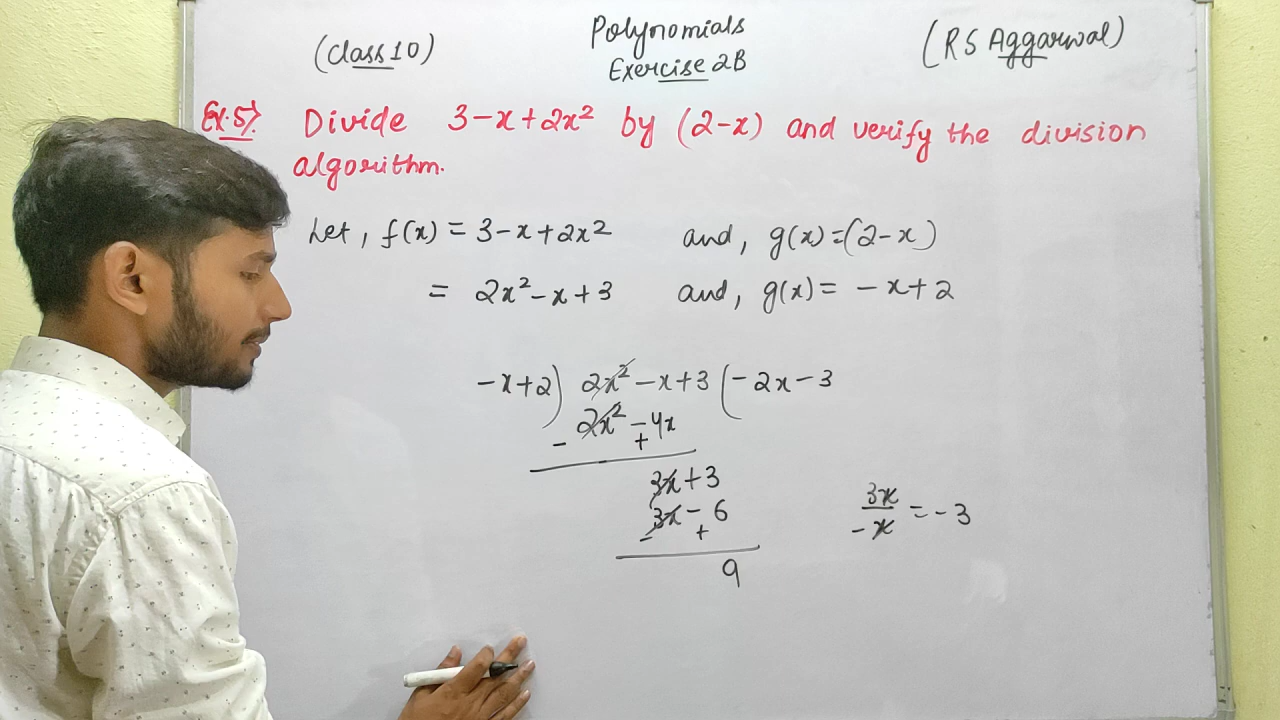 (Class 10) Polynomials (RS Aggarwal)
Exercise 2B
Ex.5> Divide 3-x+2x² by (2-x) and verify the division
algorithm.
Let, f(x) = 3-x+2x² and, g(x)=(2-x)
= 2x²-x+3 and, g(x)= -x+2
-x+2) 2x²-x+3 (-2x-3
2x² -4x
- +
3x+3
3x-6
- +
9
3x/-x = -3